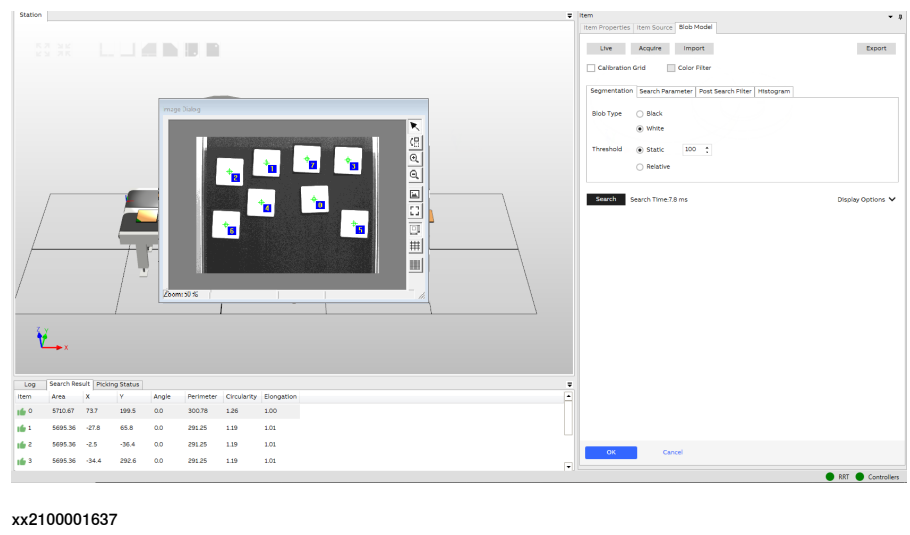 Station
Item
Item Properties Item Source Blob Model
Live Acquire Import Export
Calibration Grid Color Filter
Segmentation Search Parameter Post Search Filter Histogram
Blob Type Black
White
Threshold Static 100
Relative
Search Search Time:7.8 ms Display Options
Image Dialog
2 1 7 3
4 0
6 5
Zoom: 50 %
Z Y
X
Log Search Result Picking Status
Item Area X Y Angle Perimeter Circularity Elongation
0 5710.67 73.7 199.5 0.0 300.78 1.26 1.00
1 5695.36 -27.8 65.8 0.0 291.25 1.19 1.01
2 5695.36 -2.5 -36.4 0.0 291.25 1.19 1.01
3 5695.36 -34.4 292.6 0.0 291.25 1.19 1.01
OK Cancel
RRT Controllers
xx2100001637